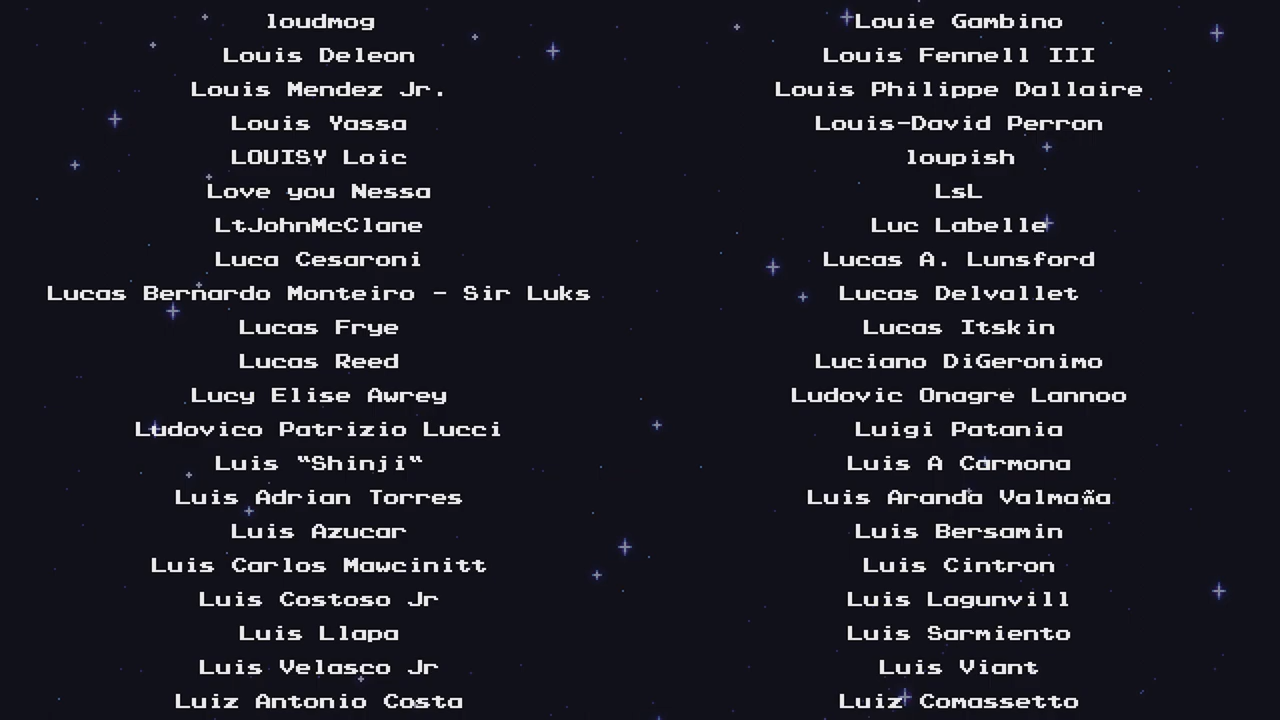 loudmog
Louie Gambino
Louis Deleon
Louis Fennell III
Louis Mendez Jr.
Louis Philippe Dallaire
Louis Yassa
Louis-David Perron
LOUISY Loic
loupish
Love you Nessa
LsL
LtJohnMcClane
Luc Labelle
Luca Cesaroni
Lucas A. Lunsford
Lucas Bernardo Monteiro - Sir Luks
Lucas Delvallet
Lucas Frye
Lucas Itskin
Lucas Reed
Luciano DiGeronimo
Lucy Elise Awrey
Ludovic Onagre Lannoo
Ludovico Patrizio Lucci
Luigi Patania
Luis "Shinji"
Luis A Carmona
Luis Adrian Torres
Luis Aranda Valmaña
Luis Azucar
Luis Bersamin
Luis Carlos Mawcinitt
Luis Cintron
Luis Costoso Jr
Luis Lagunvill
Luis Llapa
Luis Sarmiento
Luis Velasco Jr
Luis Viant
Luiz Antonio Costa
Luiz Comassetto